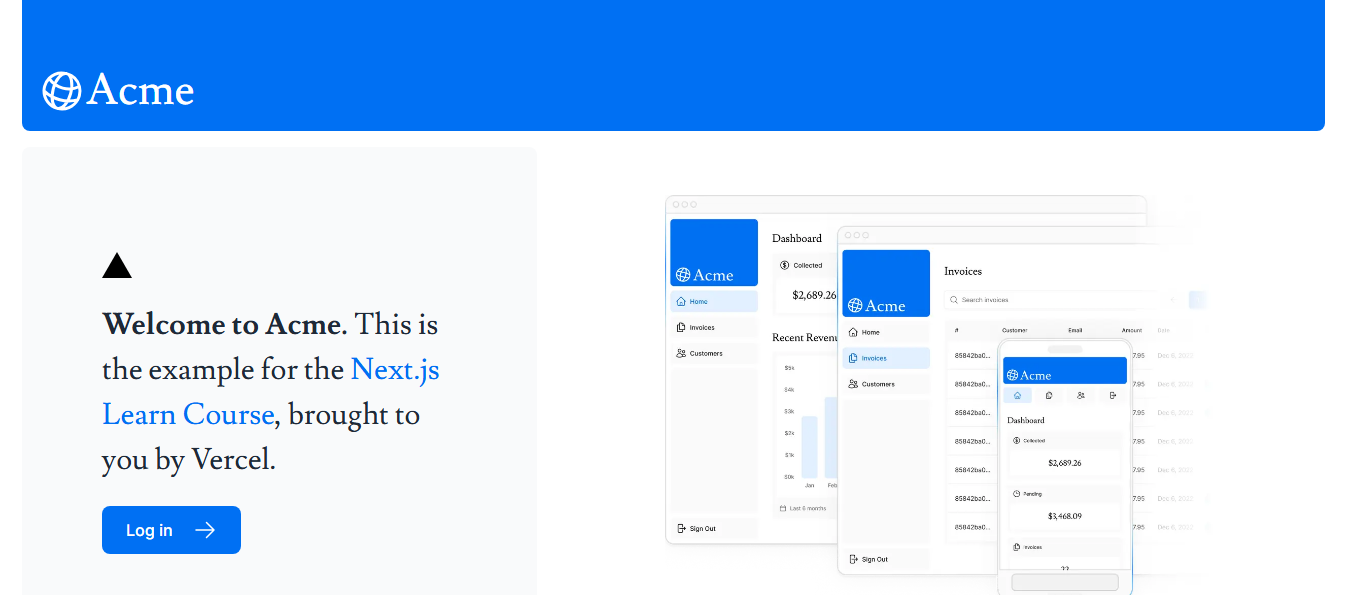 Acme
Welcome to Acme. This is
the example for the Next.js
Learn Course, brought to
you by Vercel.
Log in
Acme
Home
Invoices
Customers
Sign Out
Dashboard
Collected
$2,689.26
Recent Revenu
$5k
$4k
$3k
$2k
$1k
$0k
Jan
Feb
Last 6 months
Acme
Home
Invoices
Customers
Sign Out
Invoices
Search invoices
# Customer Email Amount Date
85842ba0... 7.95 Dec 6, 2022
85842ba0... 7.95 Dec 6, 2022
85842ba0... 7.95 Dec 6, 2022
85842ba0... 7.95 Dec 6, 2022
85842ba0... 7.95 Dec 6, 2022
85842ba0... 7.95 Dec 6, 2022
85842ba0... 7.95 Dec 6, 2022
Acme
Dashboard
Collected
$2,689.26
Pending
$3,468.09
Invoices
22